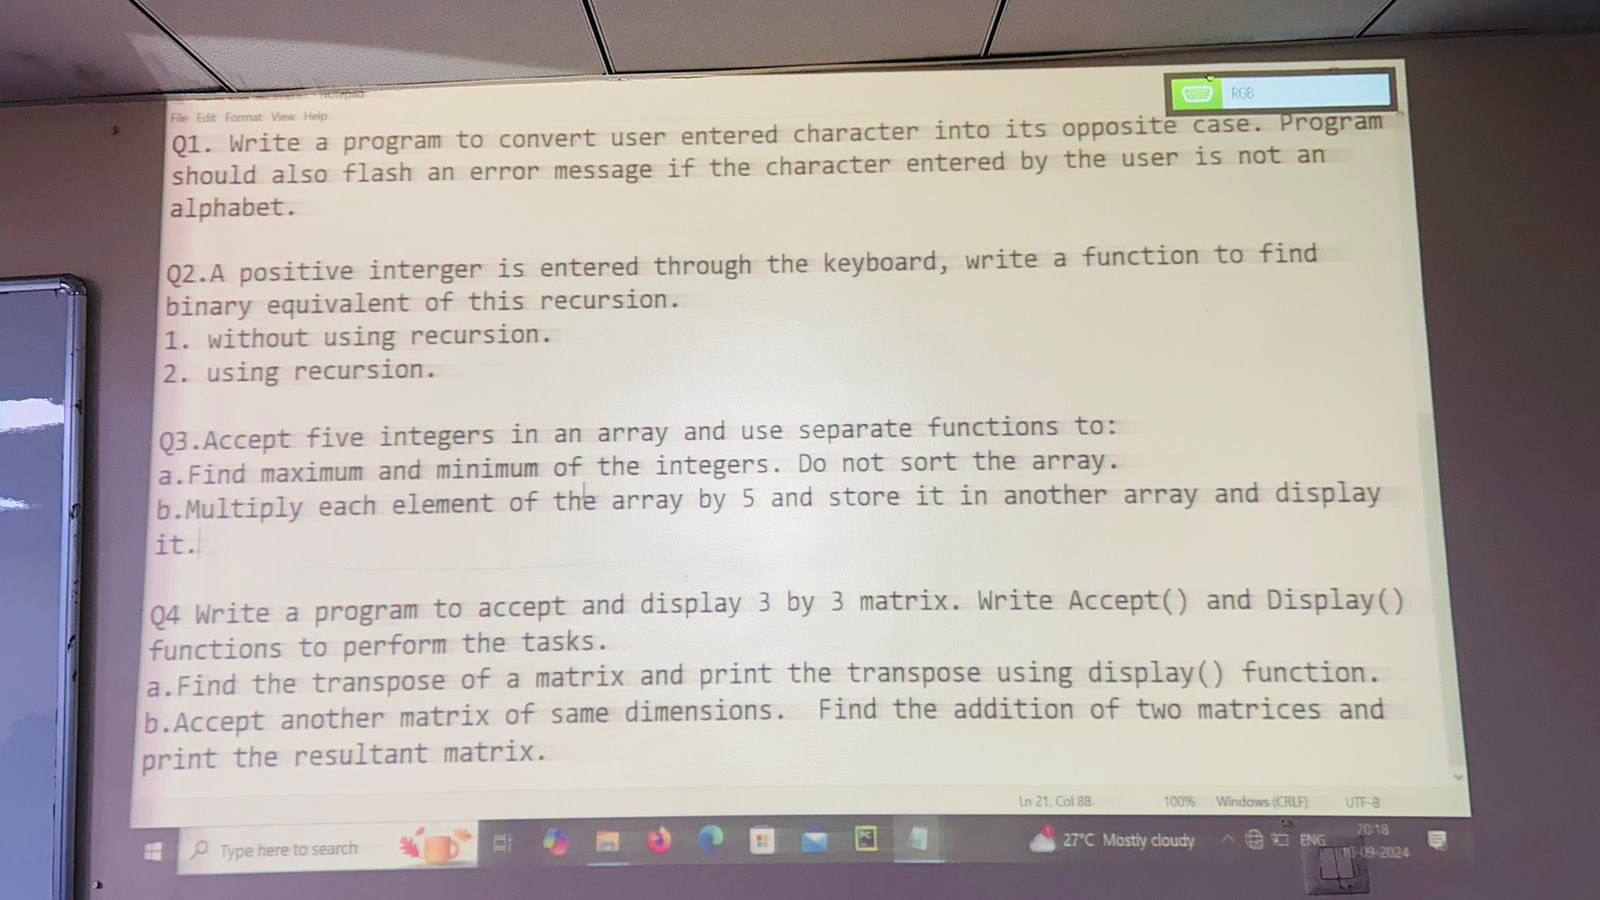 Notepad
RGB
File Edit Format View Help
Q1. Write a program to convert user entered character into its opposite case. Program
should also flash an error message if the character entered by the user is not an
alphabet.
Q2.A positive interger is entered through the keyboard, write a function to find
binary equivalent of this recursion.
1. without using recursion.
2. using recursion.
Q3.Accept five integers in an array and use separate functions to:
a.Find maximum and minimum of the integers. Do not sort the array.
b.Multiply each element of the array by 5 and store it in another array and display
it.
Q4 Write a program to accept and display 3 by 3 matrix. Write Accept() and Display()
functions to perform the tasks.
a.Find the transpose of a matrix and print the transpose using display() function.
b.Accept another matrix of same dimensions.  Find the addition of two matrices and
print the resultant matrix.
Ln 21, Col 88 100% Windows (CRLF) UTF-8
Type here to search PC 27°C Mostly cloudy ENG 20:18
10-09-2024